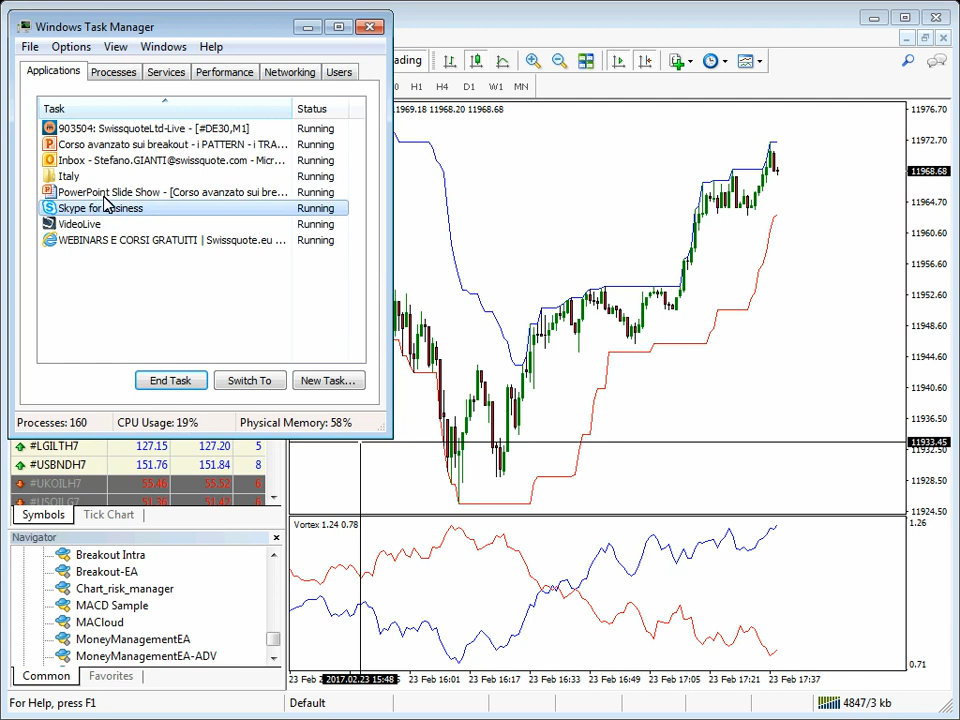 Windows Task Manager
File Options View Windows Help
Applications Processes Services Performance Networking Users
Task Status
903504: SwissquoteLtd-Live - [#DE30,M1] Running
Corso avanzato sui breakout - i PATTERN - i TRA... Running
Inbox - Stefano.GIANTI@swissquote.com - Micr... Running
Italy Running
PowerPoint Slide Show - [Corso avanzato sui bre... Running
Skype for Business Running
VideoLive Running
WEBINARS E CORSI GRATUITI | Swissquote.eu ... Running
End Task Switch To New Task...
Processes: 160 CPU Usage: 19% Physical Memory: 58%
ading
H1 H4 D1 W1 MN
11969.18 11968.20 11968.68
11976.70
11972.70
11968.68
11964.70
11960.60
11956.60
11952.60
11948.60
11944.60
11940.60
11936.50
11933.45
11932.50
11928.50
11924.50
#LGILTH7 127.15 127.20 5
#USBNDH7 151.76 151.84 8
#UKOILH7 55.46 55.52 6
#USOILG7 51.36 51.42 6
Symbols Tick Chart
Navigator
Breakout Intra
Breakout-EA
Chart_risk_manager
MACD Sample
MACloud
MoneyManagementEA
MoneyManagementEA-ADV
Common Favorites
Vortex 1.24 0.78
1.26
0.71
2017.02.23 15:48 23 Feb 16:01 23 Feb 16:17 23 Feb 16:33 23 Feb 16:49 23 Feb 17:05 23 Feb 17:21 23 Feb 17:37
For Help, press F1 Default 4847/3 kb